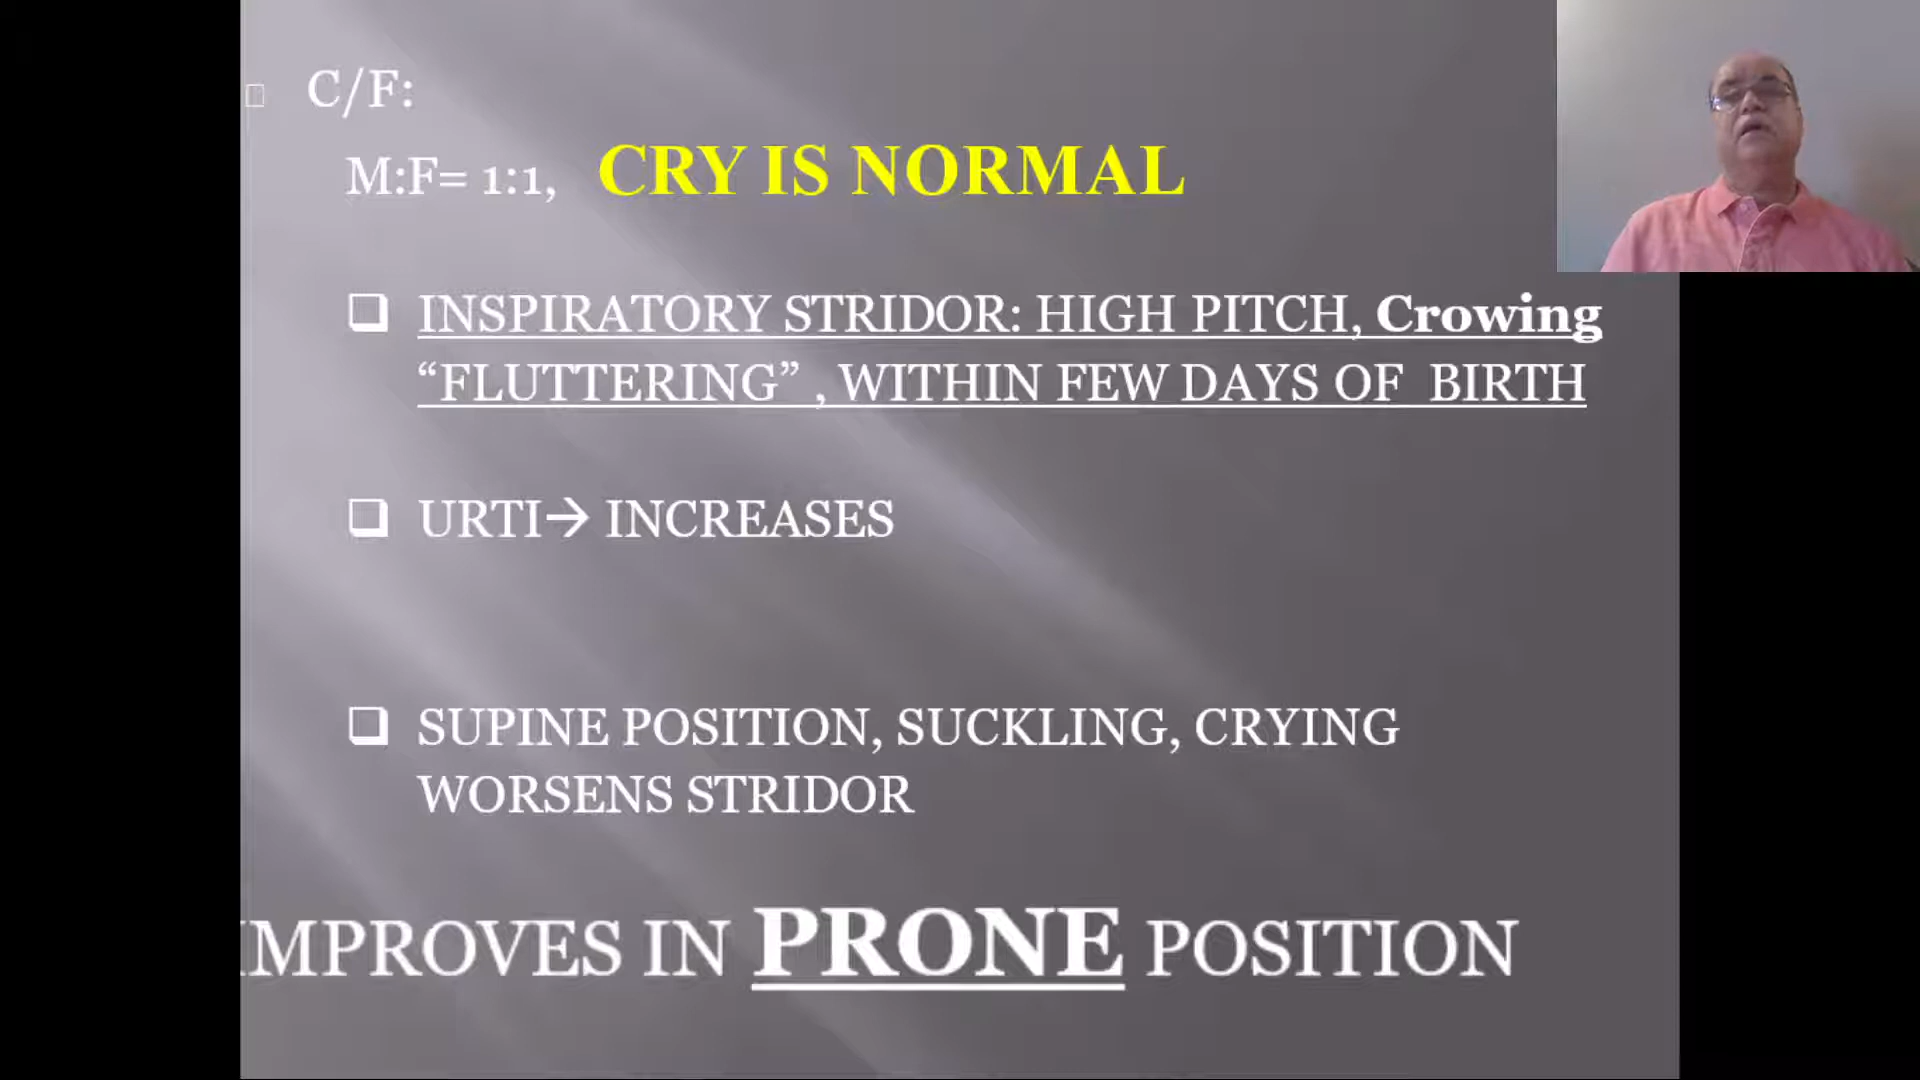 C/F:
M:F= 1:1, CRY IS NORMAL
INSPIRATORY STRIDOR: HIGH PITCH, Crowing
“FLUTTERING” , WITHIN FEW DAYS OF BIRTH
URTI→ INCREASES
SUPINE POSITION, SUCKLING, CRYING
WORSENS STRIDOR
IMPROVES IN PRONE POSITION